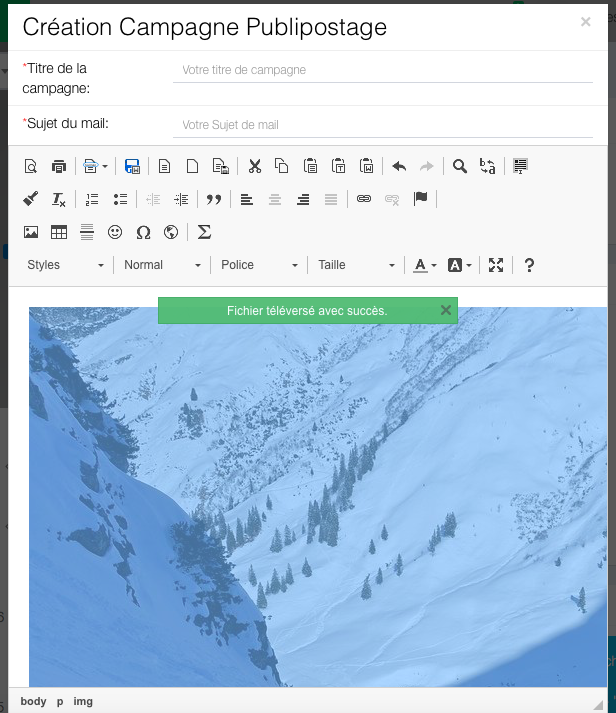 Création Campagne Publipostage
×
*Titre de la
campagne:
Votre titre de campagne
*Sujet du mail:
Votre Sujet de mail
Styles Normal Police Taille A A ?
Fichier téléversé avec succès.
body p img